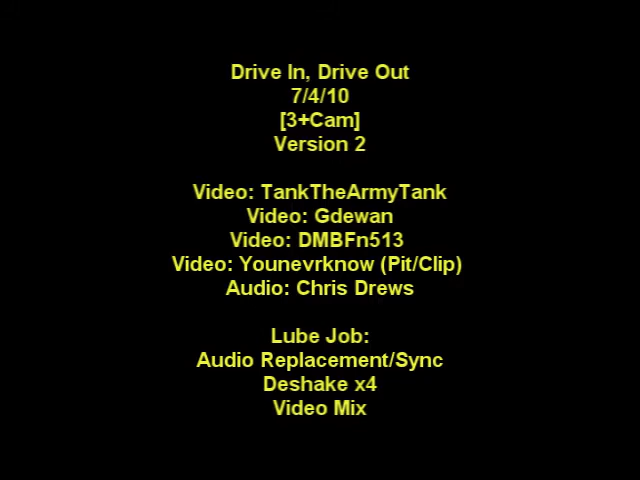 Drive In, Drive Out
7/4/10
[3+Cam]
Version 2
Video: TankTheArmyTank
Video: Gdewan
Video: DMBFn513
Video: Younevrknow (Pit/Clip)
Audio: Chris Drews
Lube Job:
Audio Replacement/Sync
Deshake x4
Video Mix